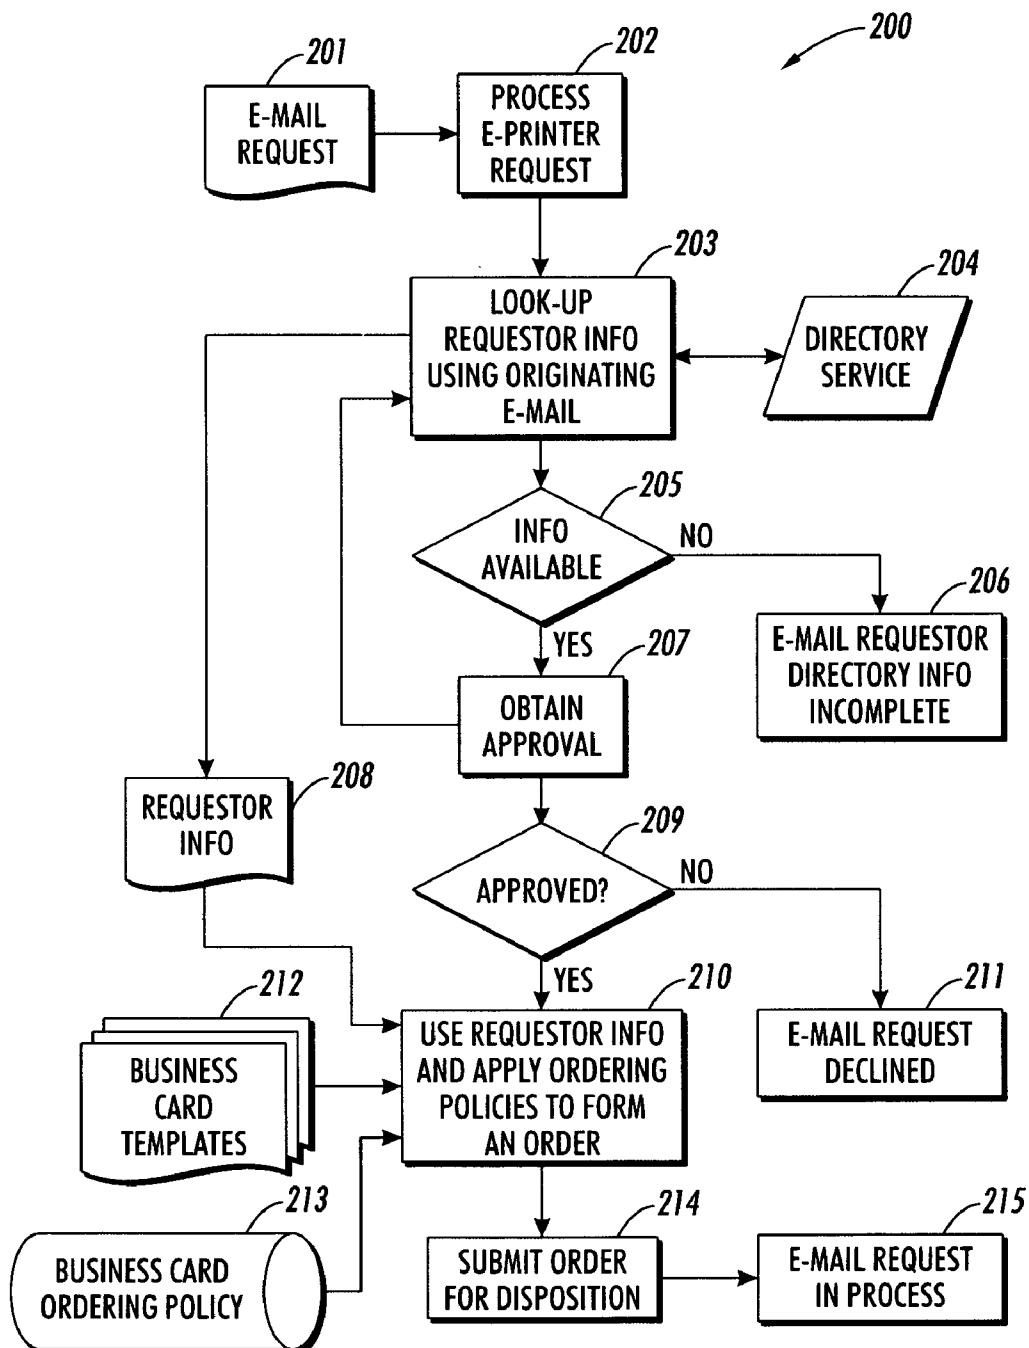 200
201
E-MAIL
REQUEST
202
PROCESS
E-PRINTER
REQUEST
203
LOOK-UP
REQUESTOR INFO
USING ORIGINATING
E-MAIL
204
DIRECTORY
SERVICE
205
INFO
AVAILABLE
NO
YES
206
E-MAIL REQUESTOR
DIRECTORY INFO
INCOMPLETE
207
OBTAIN
APPROVAL
208
REQUESTOR
INFO
209
APPROVED?
NO
YES
210
USE REQUESTOR INFO
AND APPLY ORDERING
POLICIES TO FORM
AN ORDER
211
E-MAIL REQUEST
DECLINED
212
BUSINESS
CARD
TEMPLATES
213
BUSINESS CARD
ORDERING POLICY
214
SUBMIT ORDER
FOR DISPOSITION
215
E-MAIL REQUEST
IN PROCESS